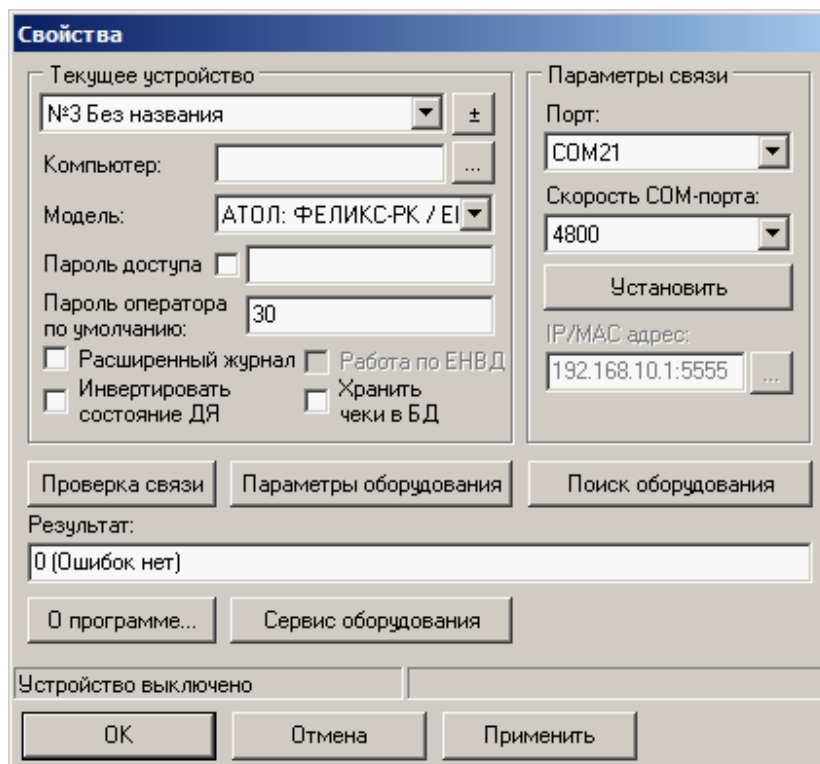 Свойства
Текущее устройство
№3 Без названия
±
Компьютер:
...
Модель:
АТОЛ: ФЕЛИКС-РК / ЕI
Пароль доступа
Пароль оператора
по умолчанию:
30
Расширенный журнал
Работа по ЕНВД
Инвертировать
состояние ДЯ
Хранить
чеки в БД
Параметры связи
Порт:
COM21
Скорость COM-порта:
4800
Установить
IP/MAC адрес:
192.168.10.1:5555
...
Проверка связи
Параметры оборудования
Поиск оборудования
Результат:
0 (Ошибок нет)
О программе...
Сервис оборудования
Устройство выключено
OK
Отмена
Применить